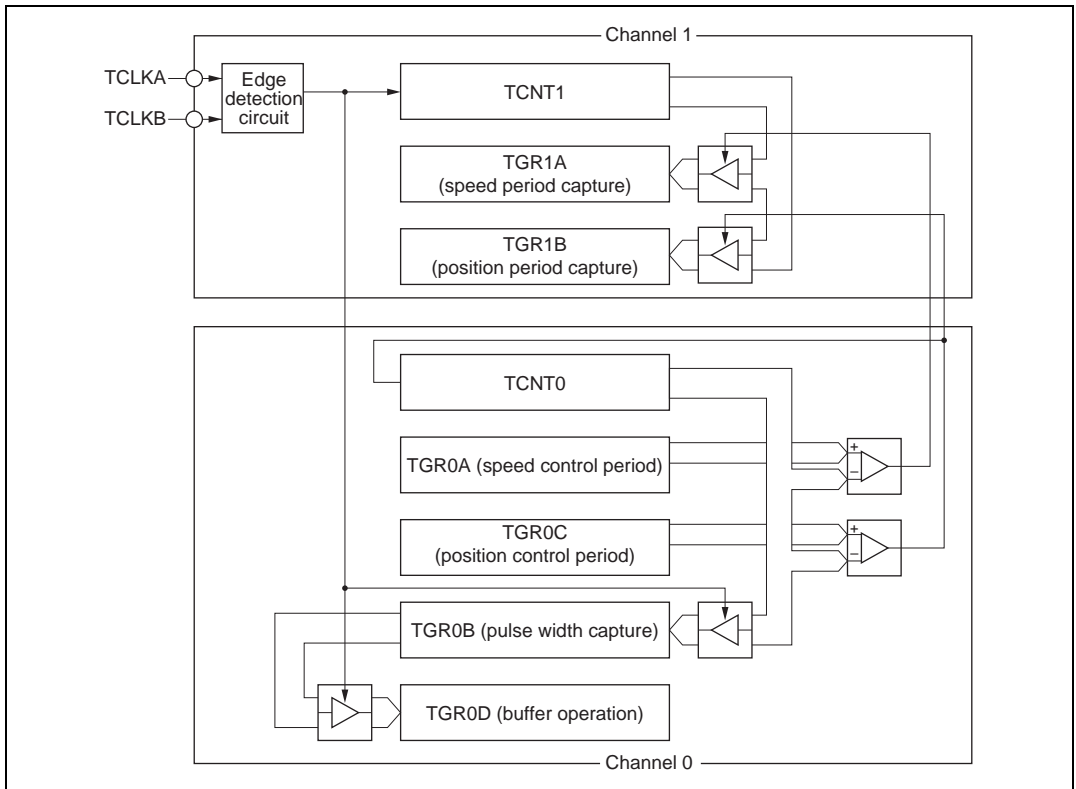 Channel 1
TCLKA
TCLKB
Edge
detection
circuit
TCNT1
TGR1A
(speed period capture)
TGR1B
(position period capture)
TCNT0
TGR0A (speed control period)
+
−
TGR0C
(position control period)
+
−
TGR0B (pulse width capture)
TGR0D (buffer operation)
Channel 0